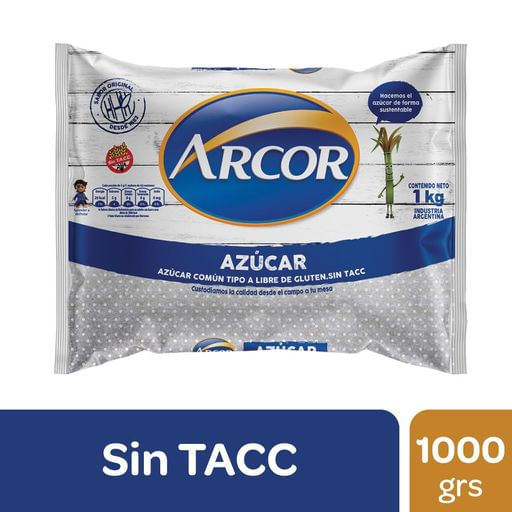 SABOR ORIGINAL
DESDE 1883
Hacemos el
azúcar de forma
sustentable
ARCOR
Sin TACC
CONTENIDO NETO
1 kg
INDUSTRIA
ARGENTINA
AZÚCAR
AZÚCAR COMÚN TIPO A LIBRE DE GLUTEN.SIN TACC
Custodiamos la calidad desde el campo a tu mesa
ARCOR
AZÚCAR
Sin TACC
1000
grs